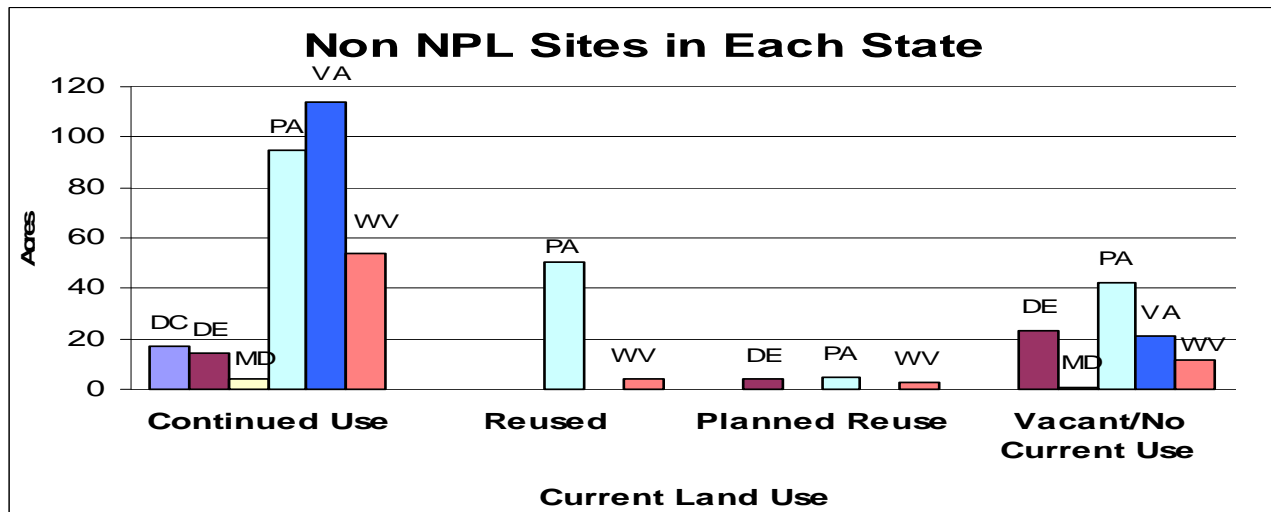 Non NPL Sites in Each State
Acres
120
100
80
60
40
20
0
DC
DE
MD
PA
VA
WV
PA
WV
DE
PA
WV
DE
MD
PA
VA
WV
Continued Use
Reused
Planned Reuse
Vacant/No
Current Use
Current Land Use